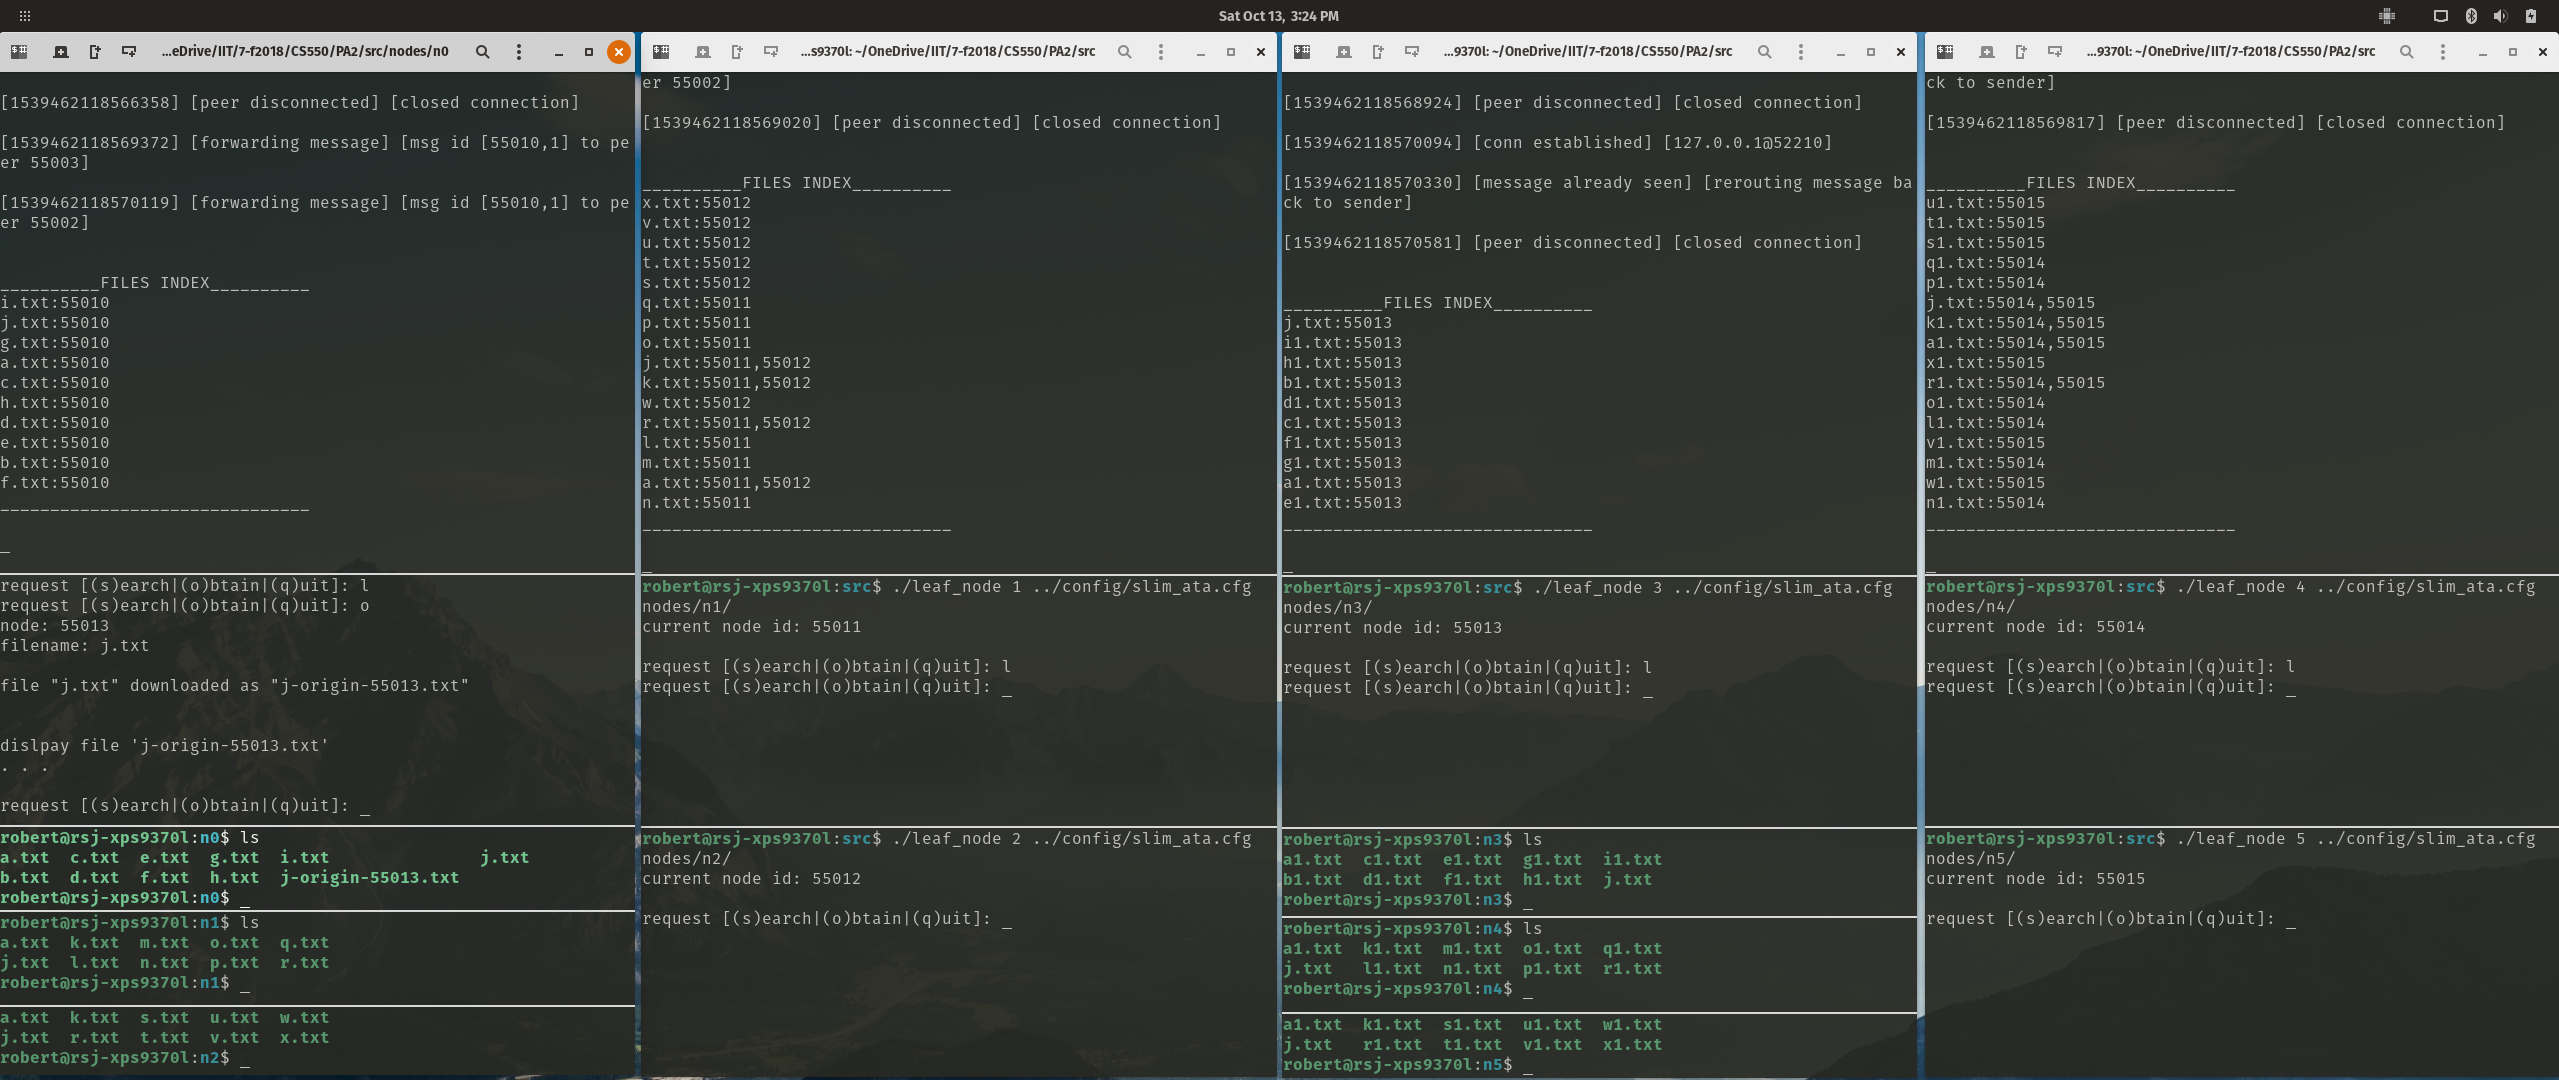 Sat Oct 13, 3:24 PM
...eDrive/IIT/7-f2018/CS550/PA2/src/nodes/n0
[1539462118566358] [peer disconnected] [closed connection]
[1539462118569372] [forwarding message] [msg id [55010,1] to pe
er 55003]
[1539462118570119] [forwarding message] [msg id [55010,1] to pe
er 55002]
__________FILES INDEX__________
i.txt:55010
j.txt:55010
g.txt:55010
a.txt:55010
c.txt:55010
h.txt:55010
d.txt:55010
e.txt:55010
b.txt:55010
f.txt:55010
_______________________________
_
request [(s)earch|(o)btain|(q)uit]: l
request [(s)earch|(o)btain|(q)uit]: o
node: 55013
filename: j.txt
file "j.txt" downloaded as "j-origin-55013.txt"
dislpay file 'j-origin-55013.txt'
. . .
request [(s)earch|(o)btain|(q)uit]: _
robert@rsj-xps9370l:n0$ ls
a.txt  c.txt  e.txt  g.txt  i.txt               j.txt
b.txt  d.txt  f.txt  h.txt  j-origin-55013.txt
robert@rsj-xps9370l:n0$ _
robert@rsj-xps9370l:n1$ ls
a.txt  k.txt  m.txt  o.txt  q.txt
j.txt  l.txt  n.txt  p.txt  r.txt
robert@rsj-xps9370l:n1$ _
a.txt  k.txt  s.txt  u.txt  w.txt
j.txt  r.txt  t.txt  v.txt  x.txt
robert@rsj-xps9370l:n2$ _
...s9370l: ~/OneDrive/IIT/7-f2018/CS550/PA2/src
er 55002]
[1539462118569020] [peer disconnected] [closed connection]
__________FILES INDEX__________
x.txt:55012
v.txt:55012
u.txt:55012
t.txt:55012
s.txt:55012
q.txt:55011
p.txt:55011
o.txt:55011
j.txt:55011,55012
k.txt:55011,55012
w.txt:55012
r.txt:55011,55012
l.txt:55011
m.txt:55011
a.txt:55011,55012
n.txt:55011
_______________________________
_
robert@rsj-xps9370l:src$ ./leaf_node 1 ../config/slim_ata.cfg
nodes/n1/
current node id: 55011
request [(s)earch|(o)btain|(q)uit]: l
request [(s)earch|(o)btain|(q)uit]: _
robert@rsj-xps9370l:src$ ./leaf_node 2 ../config/slim_ata.cfg
nodes/n2/
current node id: 55012
request [(s)earch|(o)btain|(q)uit]: _
...9370l: ~/OneDrive/IIT/7-f2018/CS550/PA2/src
[1539462118568924] [peer disconnected] [closed connection]
[1539462118570094] [conn established] [127.0.0.1@52210]
[1539462118570330] [message already seen] [rerouting message ba
ck to sender]
[1539462118570581] [peer disconnected] [closed connection]
__________FILES INDEX__________
j.txt:55013
i1.txt:55013
h1.txt:55013
b1.txt:55013
d1.txt:55013
c1.txt:55013
f1.txt:55013
g1.txt:55013
a1.txt:55013
e1.txt:55013
_______________________________
_
robert@rsj-xps9370l:src$ ./leaf_node 3 ../config/slim_ata.cfg
nodes/n3/
current node id: 55013
request [(s)earch|(o)btain|(q)uit]: l
request [(s)earch|(o)btain|(q)uit]: _
robert@rsj-xps9370l:n3$ ls
a1.txt  c1.txt  e1.txt  g1.txt  i1.txt
b1.txt  d1.txt  f1.txt  h1.txt  j.txt
robert@rsj-xps9370l:n3$ _
robert@rsj-xps9370l:n4$ ls
a1.txt  k1.txt  m1.txt  o1.txt  q1.txt
j.txt   l1.txt  n1.txt  p1.txt  r1.txt
robert@rsj-xps9370l:n4$ _
a1.txt  k1.txt  s1.txt  u1.txt  w1.txt
j.txt   r1.txt  t1.txt  v1.txt  x1.txt
robert@rsj-xps9370l:n5$ _
...9370l: ~/OneDrive/IIT/7-f2018/CS550/PA2/src
ck to sender]
[1539462118569817] [peer disconnected] [closed connection]
__________FILES INDEX__________
u1.txt:55015
t1.txt:55015
s1.txt:55015
q1.txt:55014
p1.txt:55014
j.txt:55014,55015
k1.txt:55014,55015
a1.txt:55014,55015
x1.txt:55015
r1.txt:55014,55015
o1.txt:55014
l1.txt:55014
v1.txt:55015
m1.txt:55014
w1.txt:55015
n1.txt:55014
_______________________________
_
robert@rsj-xps9370l:src$ ./leaf_node 4 ../config/slim_ata.cfg
nodes/n4/
current node id: 55014
request [(s)earch|(o)btain|(q)uit]: l
request [(s)earch|(o)btain|(q)uit]: _
robert@rsj-xps9370l:src$ ./leaf_node 5 ../config/slim_ata.cfg
nodes/n5/
current node id: 55015
request [(s)earch|(o)btain|(q)uit]: _